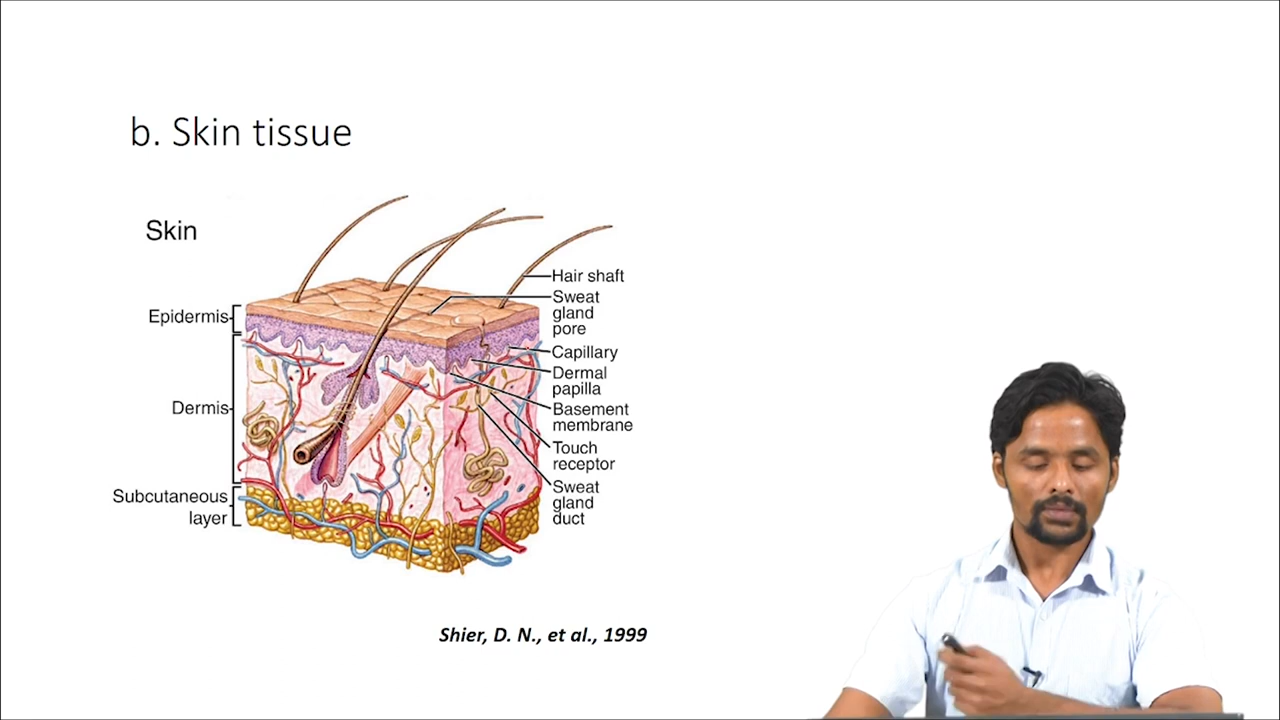 b. Skin tissue
Skin
Hair shaft
Sweat
gland
pore
Epidermis
Capillary
Dermal
papilla
Dermis
Basement
membrane
Touch
receptor
Sweat
gland
duct
Subcutaneous
layer
Shier, D. N., et al., 1999